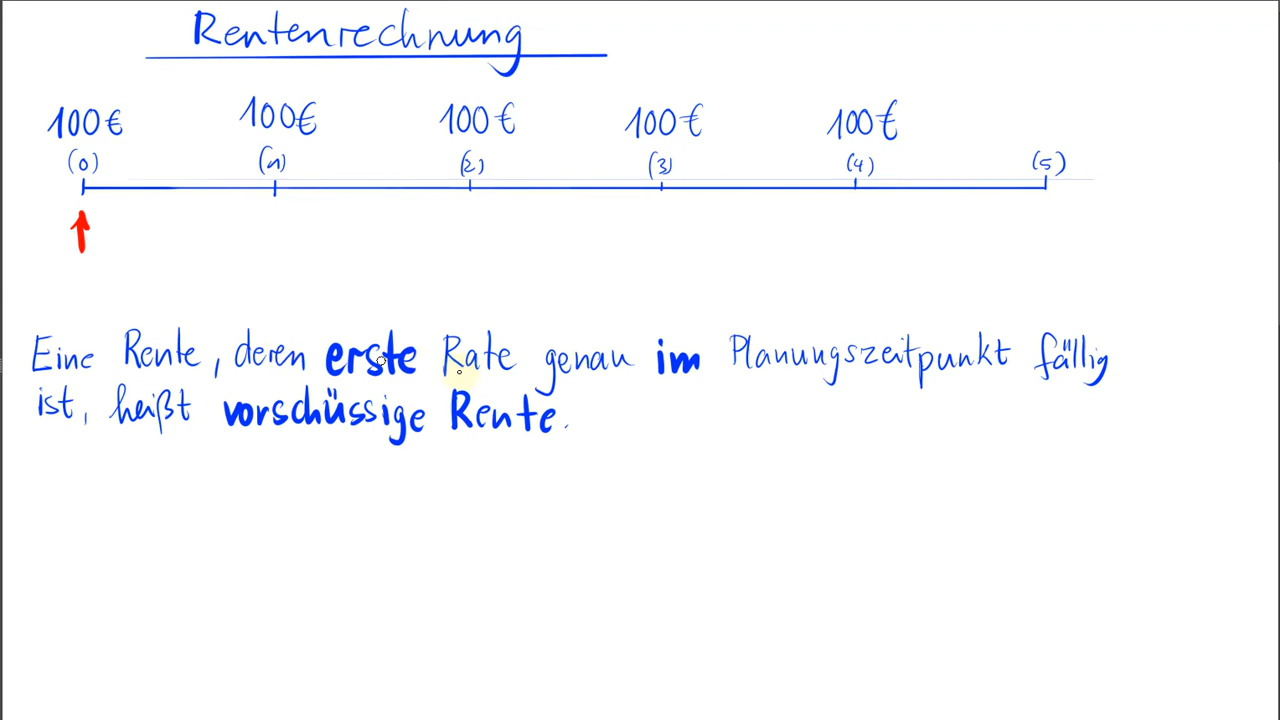 Rentenrechnung
100€ 100€ 100€ 100€ 100€
(0) (1) (2) (3) (4) (5)
Eine Rente, deren erste Rate genau im Planungszeitpunkt fällig
ist, heißt vorschüssige Rente.